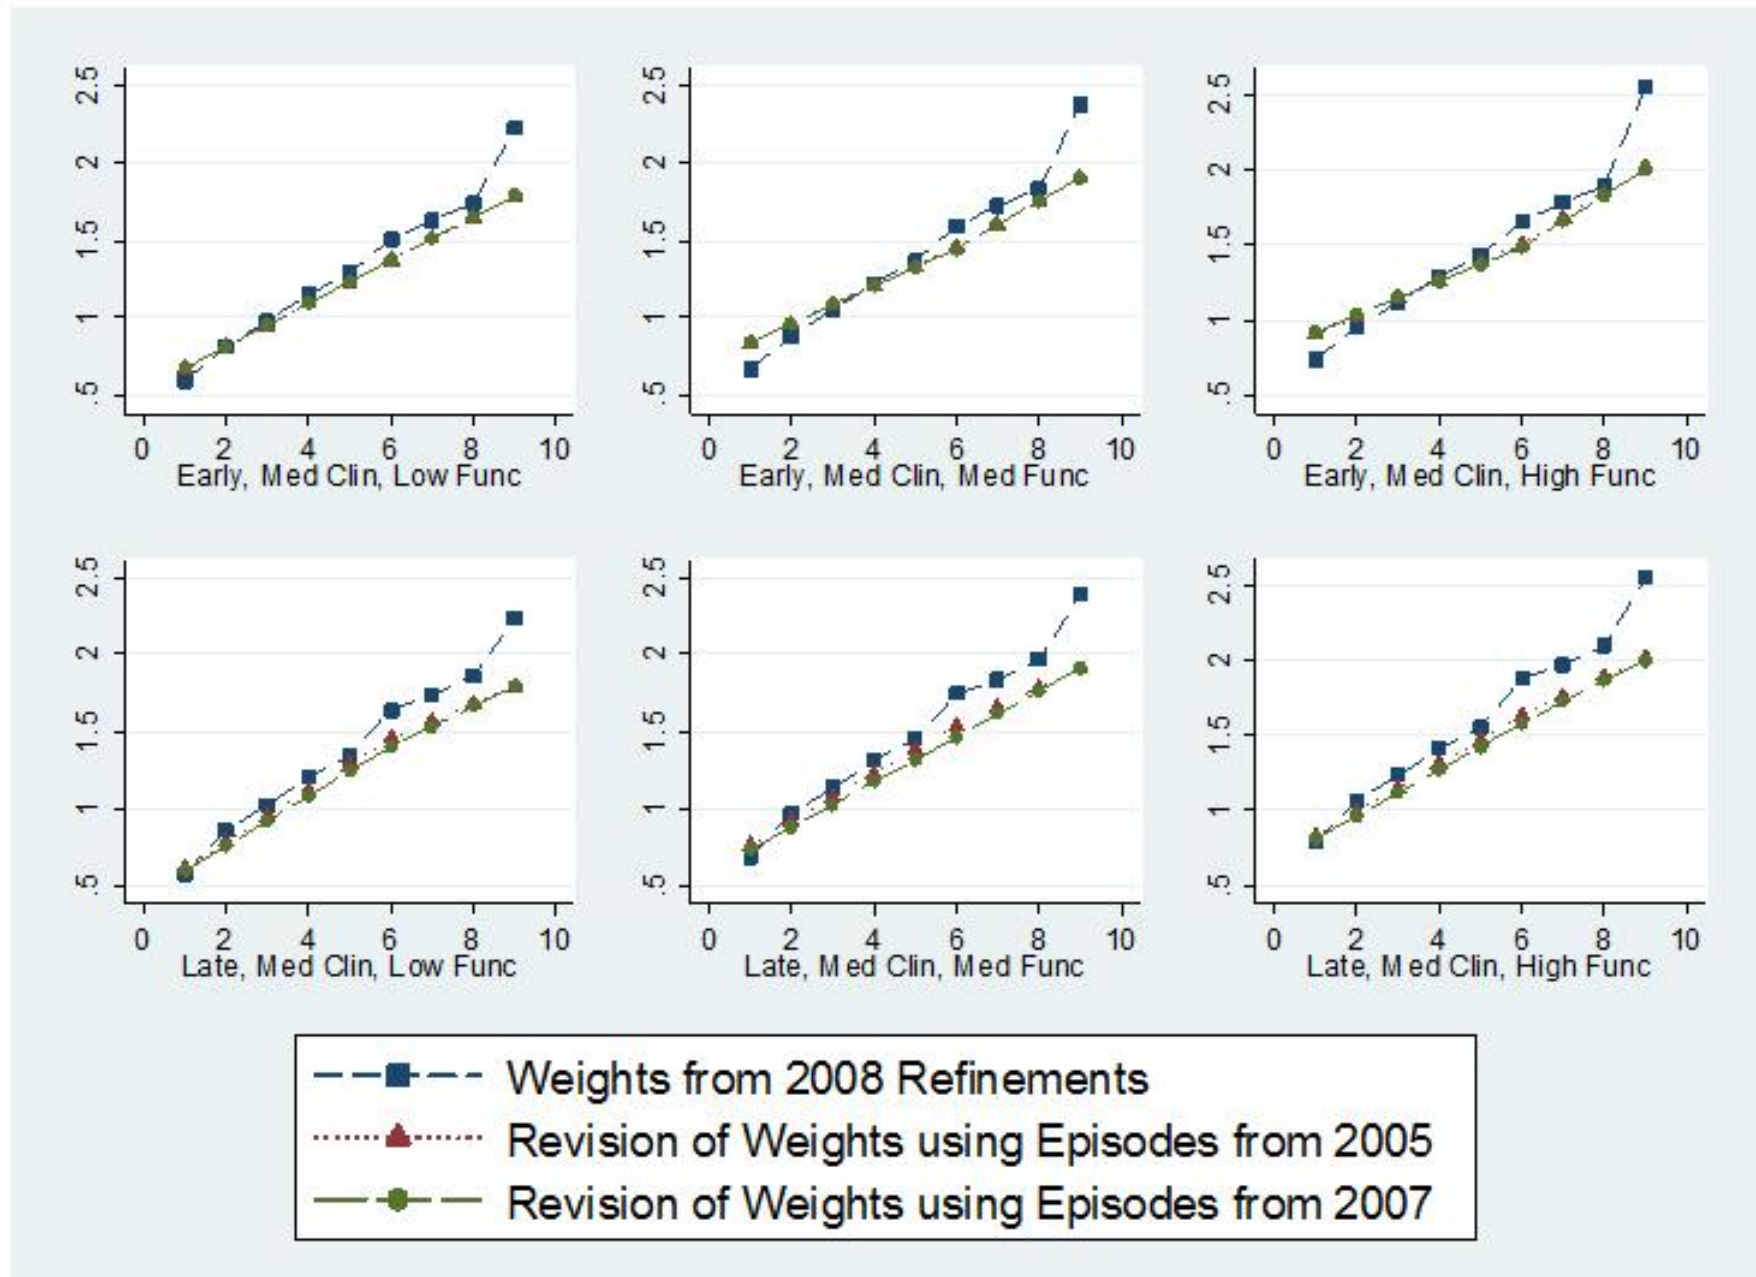 2.5
2
1.5
1
.5
0 2 4 6 8 10
Early, Med Clin, Low Func
2.5
2
1.5
1
.5
0 2 4 6 8 10
Early, Med Clin, Med Func
2.5
2
1.5
1
.5
0 2 4 6 8 10
Early, Med Clin, High Func
2.5
2
1.5
1
.5
0 2 4 6 8 10
Late, Med Clin, Low Func
2.5
2
1.5
1
.5
0 2 4 6 8 10
Late, Med Clin, Med Func
2.5
2
1.5
1
.5
0 2 4 6 8 10
Late, Med Clin, High Func
Weights from 2008 Refinements
Revision of Weights using Episodes from 2005
Revision of Weights using Episodes from 2007